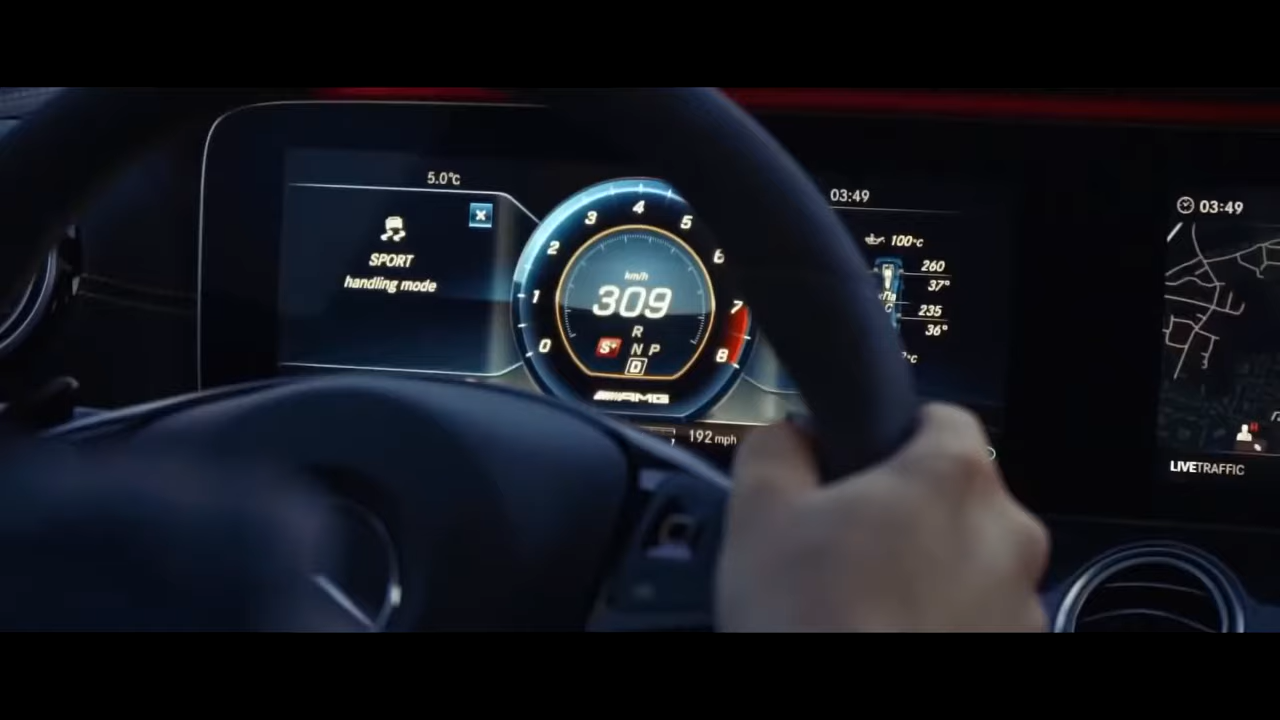 5.0°C
SPORT
handling mode
0
1
2
3
4
5
6
7
8
km/h
309
R
S+
N P
D
AMG
192 mph
03:49
100°C
260
37°
кПа
C
235
36°
°C
03:49
LIVETRAFFIC